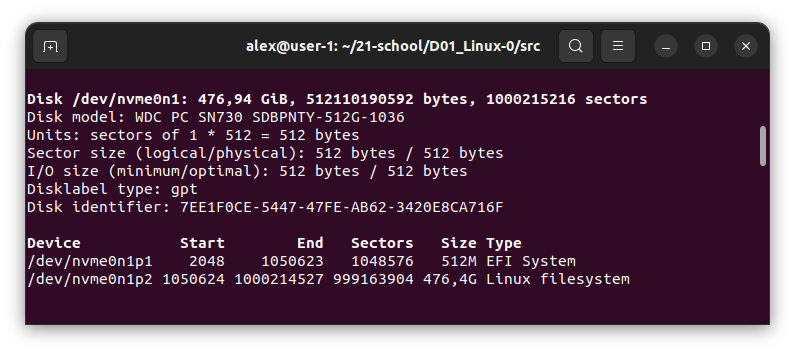 alex@user-1: ~/21-school/D01_Linux-0/src
Disk /dev/nvme0n1: 476,94 GiB, 512110190592 bytes, 1000215216 sectors
Disk model: WDC PC SN730 SDBPNTY-512G-1036
Units: sectors of 1 * 512 = 512 bytes
Sector size (logical/physical): 512 bytes / 512 bytes
I/O size (minimum/optimal): 512 bytes / 512 bytes
Disklabel type: gpt
Disk identifier: 7EE1F0CE-5447-47FE-AB62-3420E8CA716F
Device           Start        End   Sectors   Size Type
/dev/nvme0n1p1    2048    1050623   1048576   512M EFI System
/dev/nvme0n1p2 1050624 1000214527 999163904 476,4G Linux filesystem